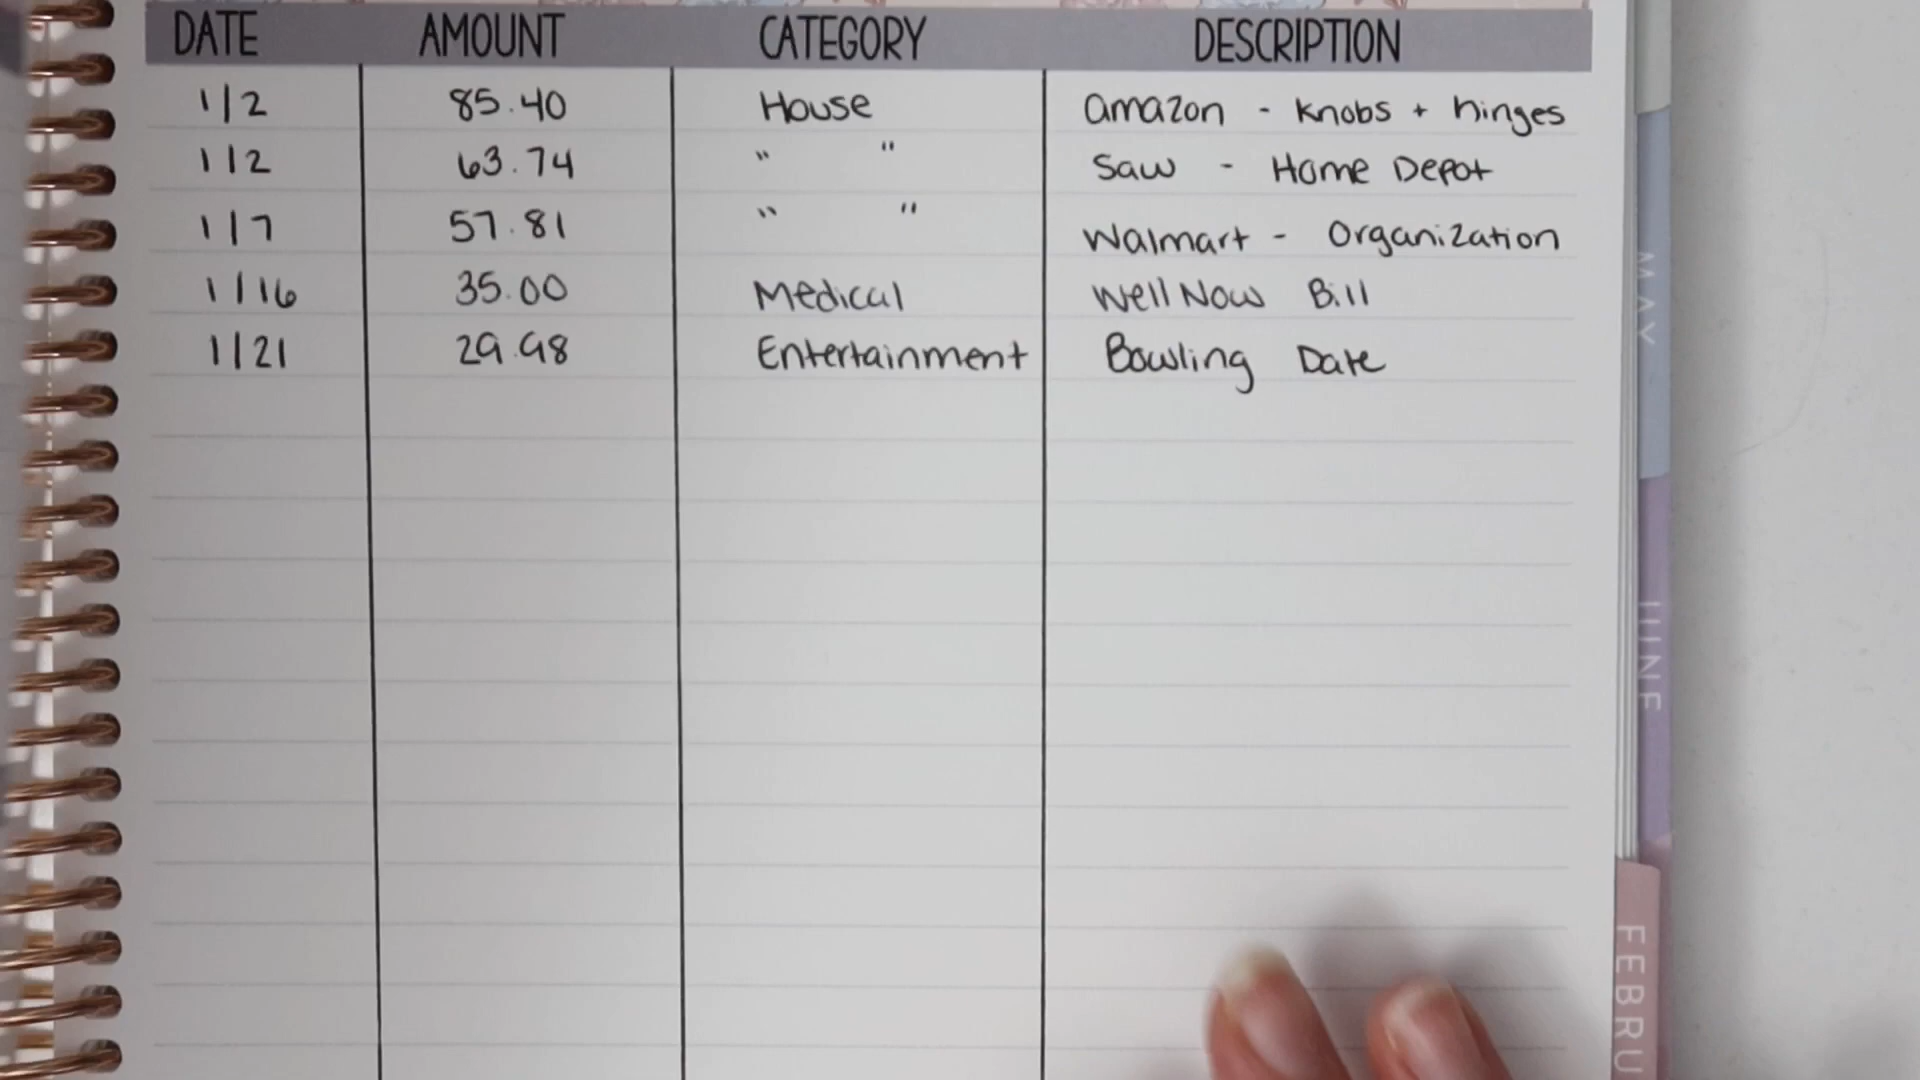 DATE AMOUNT CATEGORY DESCRIPTION
1/2 85.40 House Amazon - Knobs + hinges
1/2 63.74 " " Saw - Home Depot
1/7 57.81 " " Walmart - Organization
1/16 35.00 Medical WellNow Bill
1/21 29.98 Entertainment Bowling Date
MAY
JUNE
FEBRU